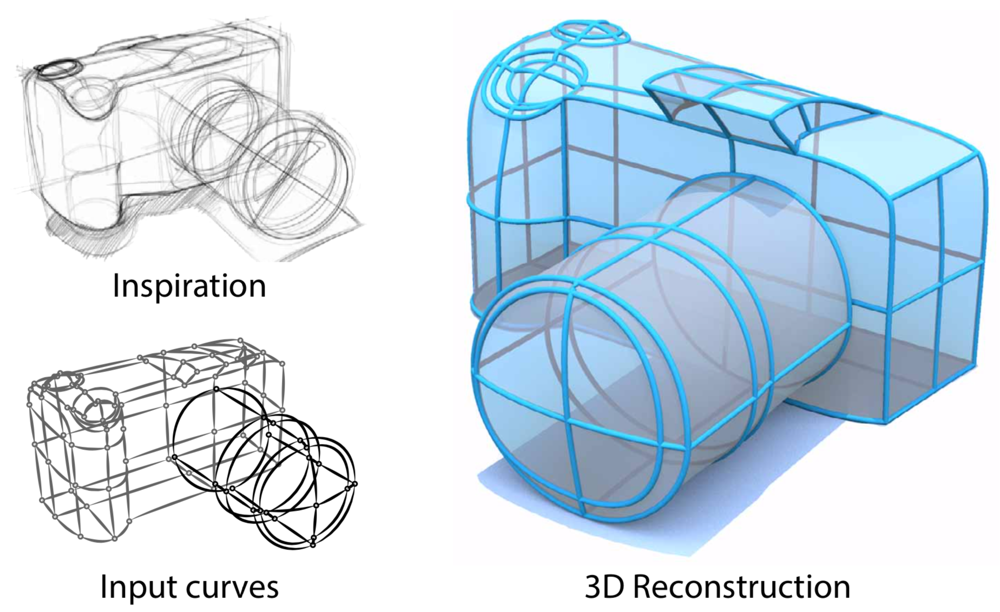 Inspiration
Input curves
3D Reconstruction